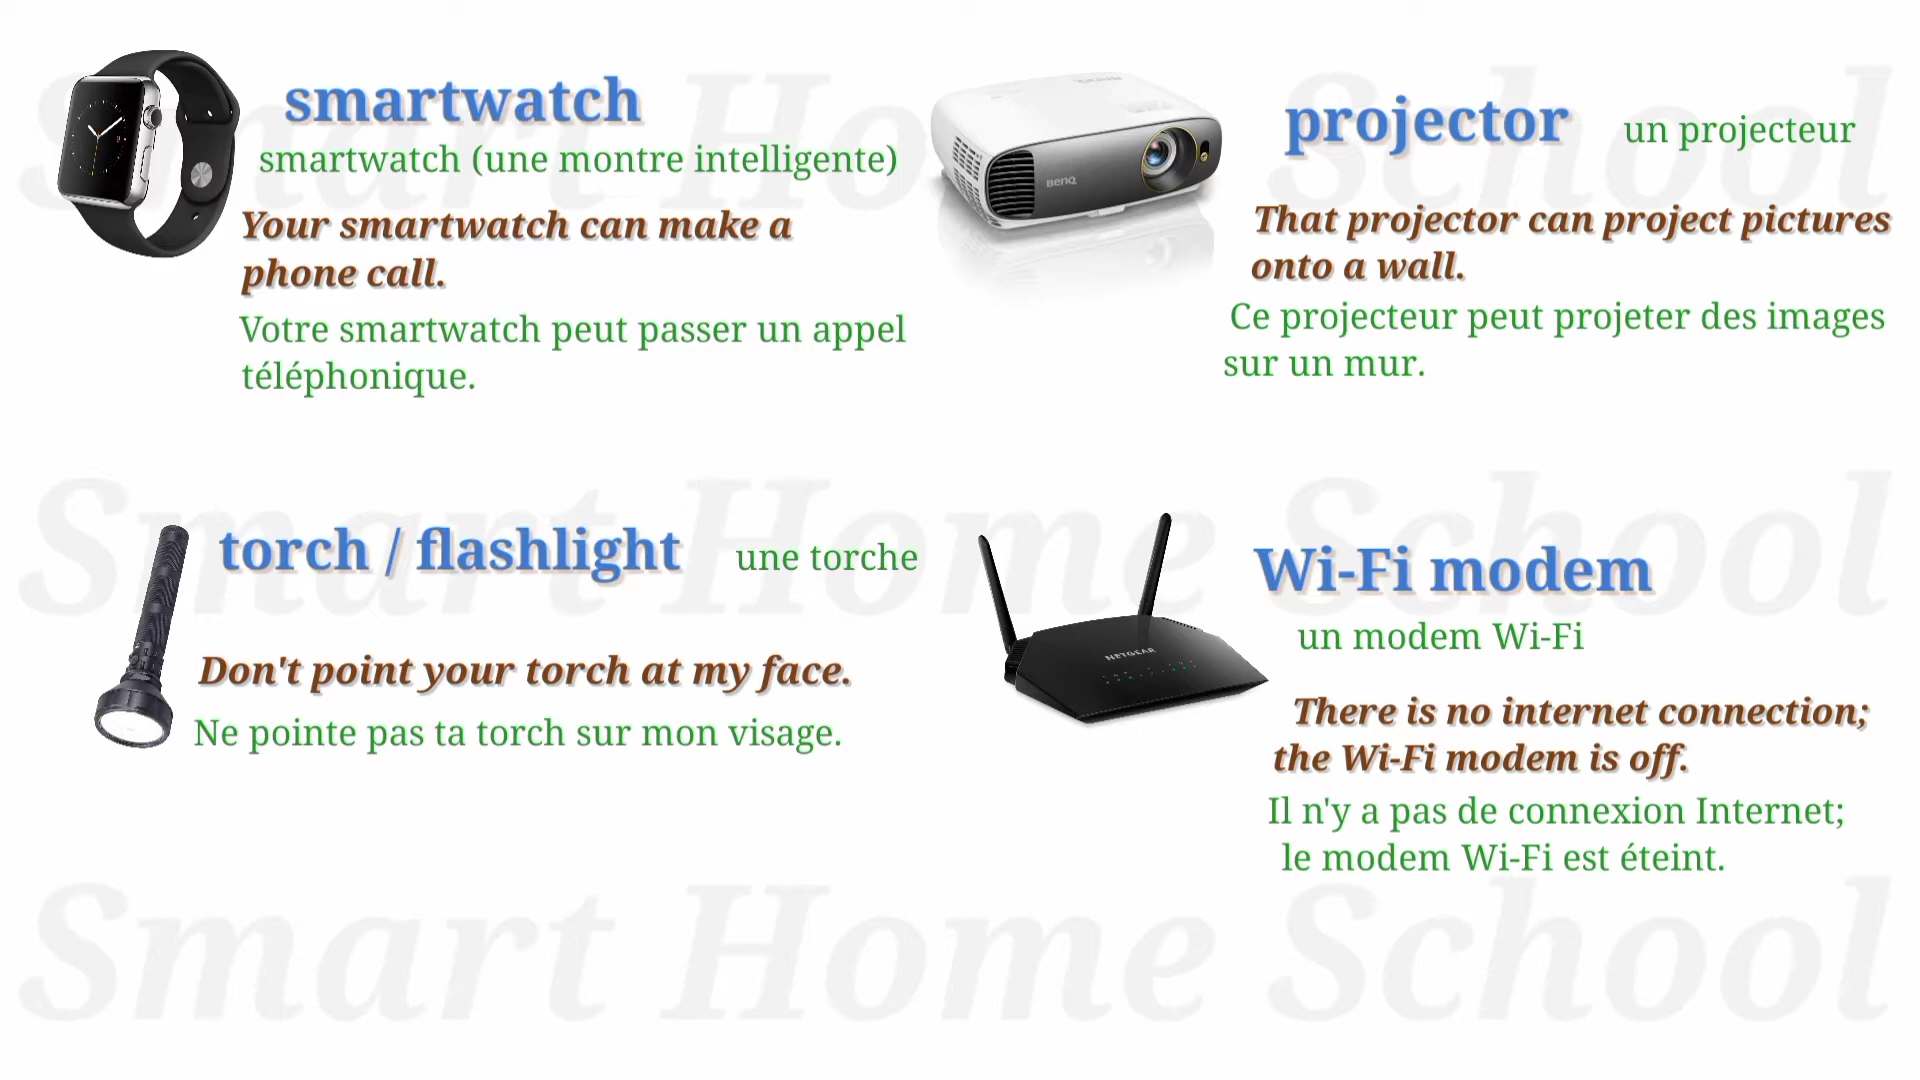 smartwatch
smartwatch (une montre intelligente)
Your smartwatch can make a
phone call.
Votre smartwatch peut passer un appel
téléphonique.
BenQ
projector
un projecteur
That projector can project pictures
onto a wall.
Ce projecteur peut projeter des images
sur un mur.
torch / flashlight
une torche
Don't point your torch at my face.
Ne pointe pas ta torch sur mon visage.
NETGEAR
Wi-Fi modem
un modem Wi-Fi
There is no internet connection;
the Wi-Fi modem is off.
Il n'y a pas de connexion Internet;
le modem Wi-Fi est éteint.
Smart Home School
Smart Home School
Smart Home School